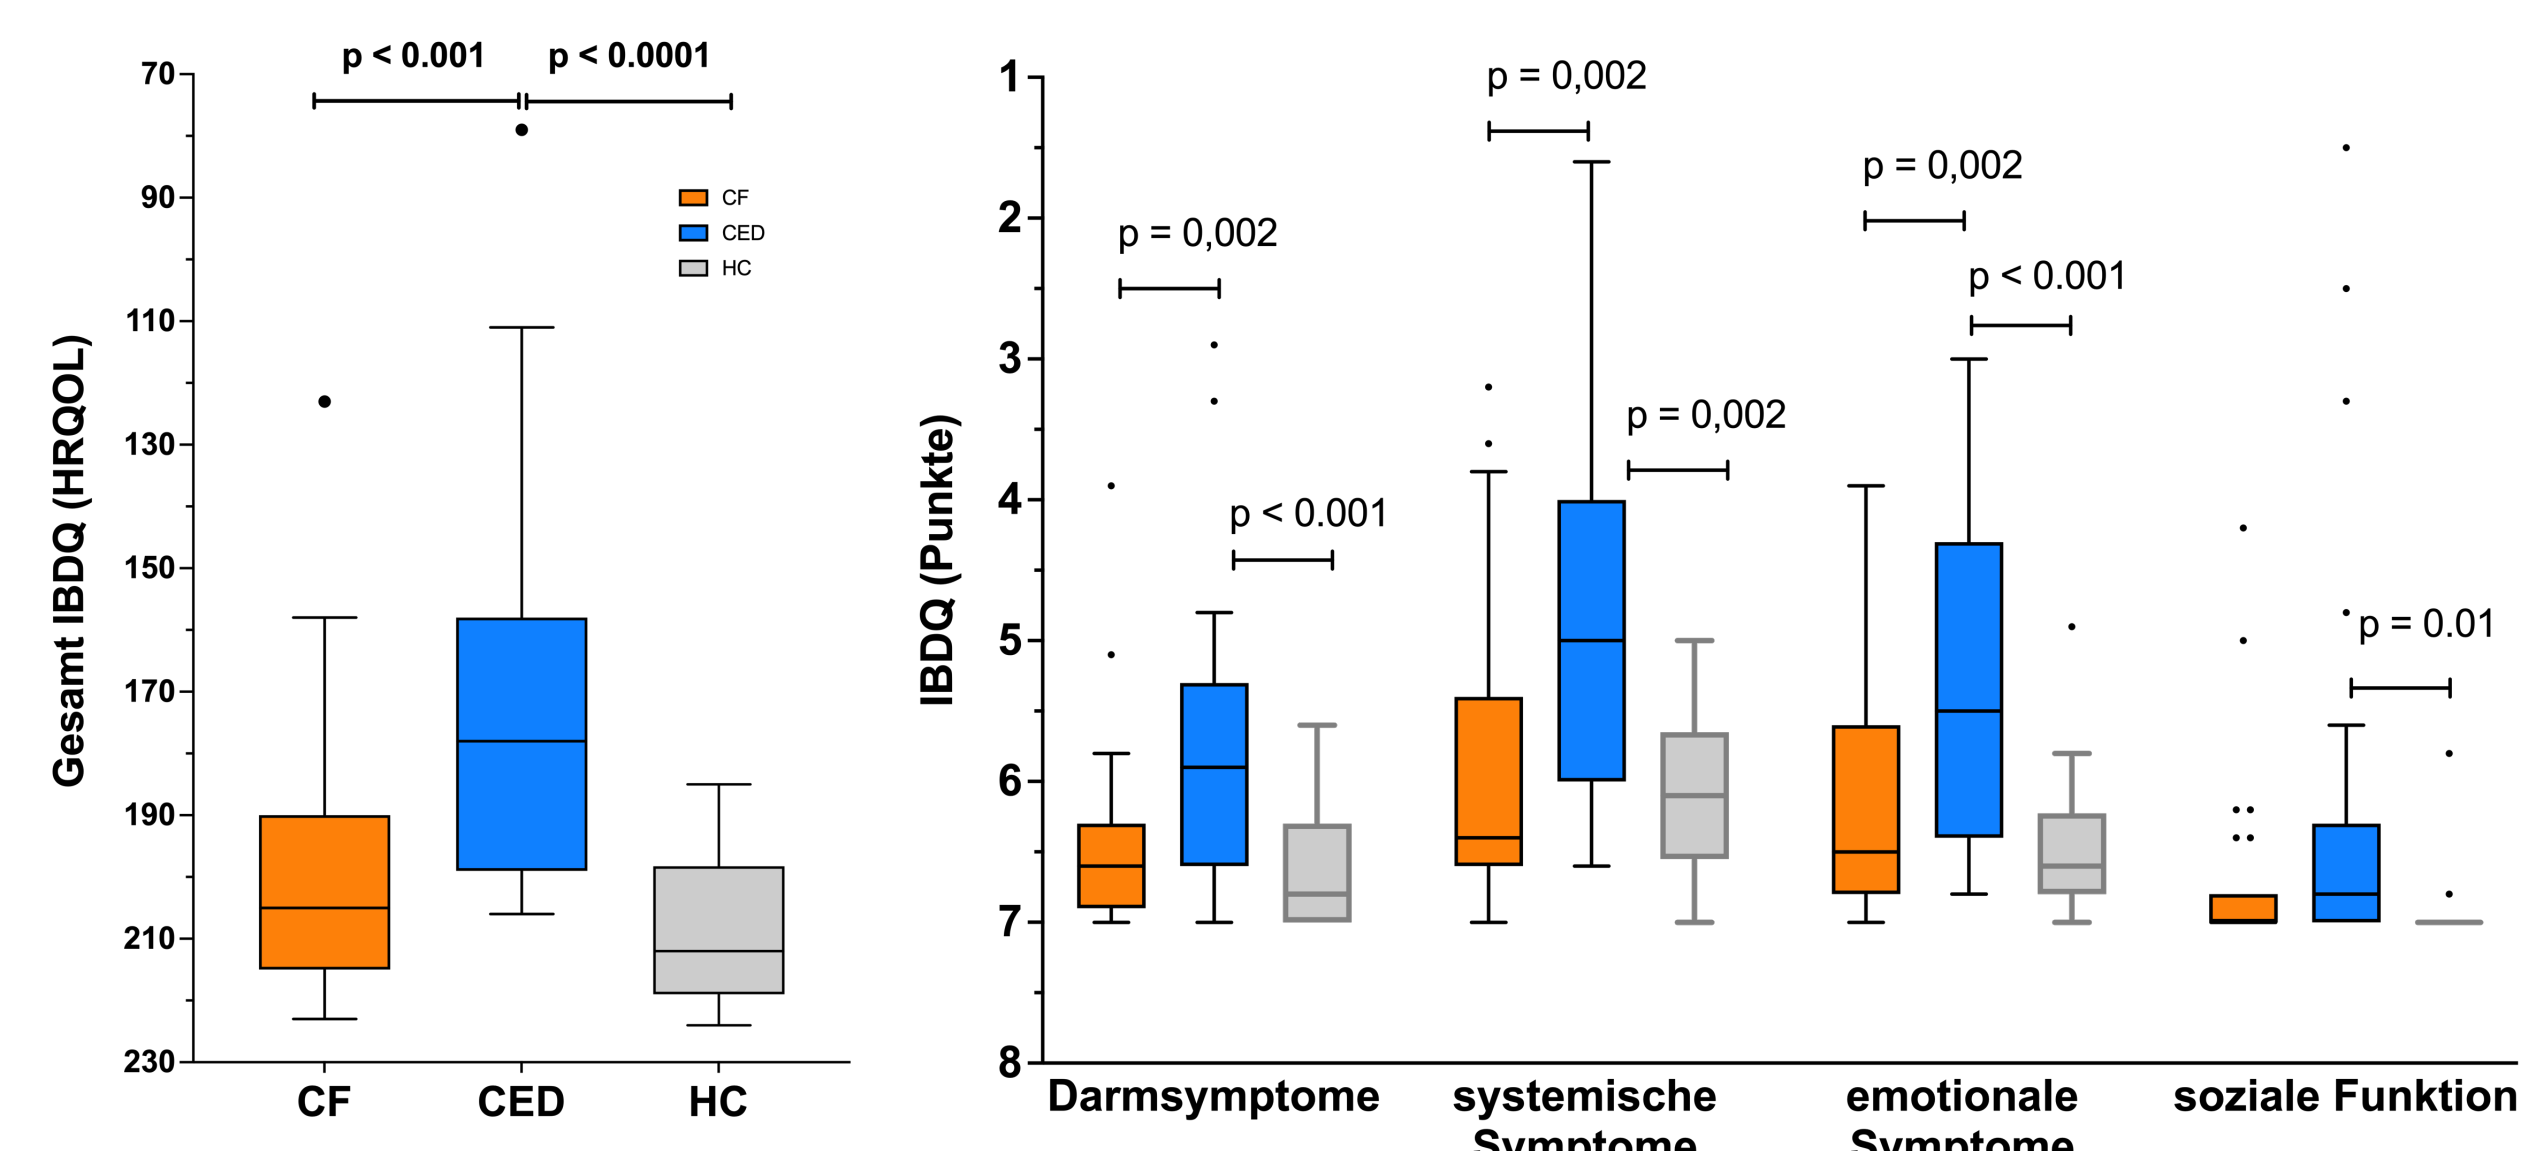 p < 0.001
p < 0.0001
70
90
110
130
150
170
190
210
230
Gesamt IBDQ (HRQOL)
CF
CED
HC
CF
CED
HC
1
2
3
4
5
6
7
8
IBDQ (Punkte)
p = 0,002
p < 0.001
p = 0,002
p = 0,002
p = 0,002
p < 0.001
p = 0.01
Darmsymptome
systemische
Symptome
emotionale
Symptome
soziale Funktion